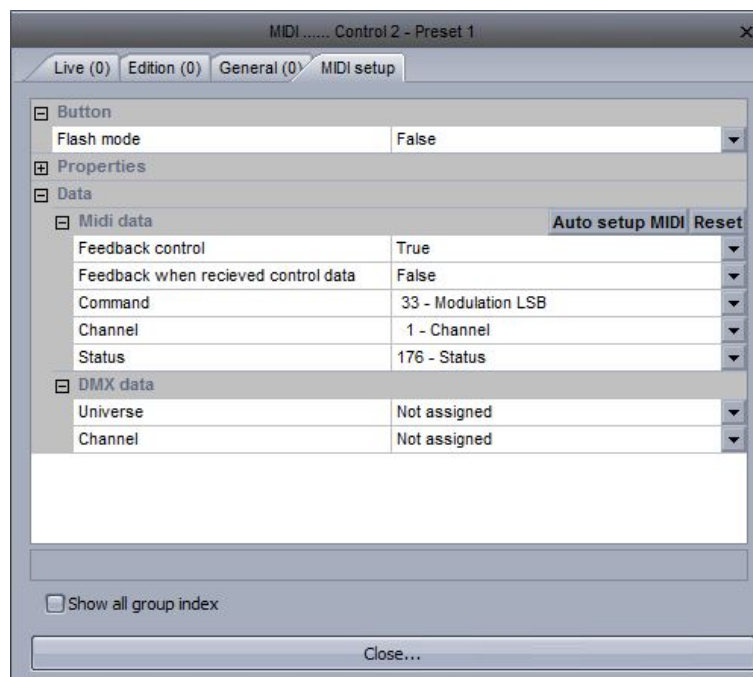 MIDI ...... Control 2 - Preset 1
Live (0) Edition (0) General (0) MIDI setup
Button
Flash mode False
Properties
Data
Midi data Auto setup MIDI Reset
Feedback control True
Feedback when recieved control data False
Command 33 - Modulation LSB
Channel 1 - Channel
Status 176 - Status
DMX data
Universe Not assigned
Channel Not assigned
Show all group index
Close...